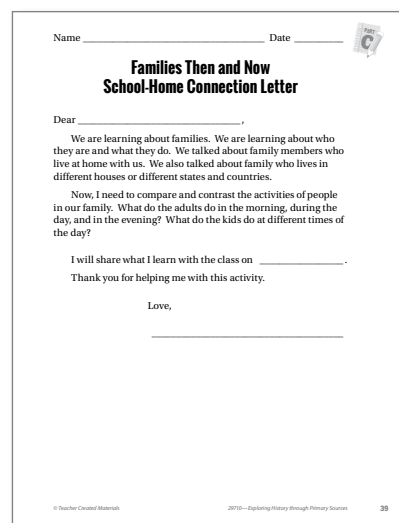 Name ______________________ Date __________
PART
C
Families Then and Now
School-Home Connection Letter
Dear ______________________,
We are learning about families. We are learning about who
they are and what they do. We talked about family members who
live at home with us. We also talked about family who lives in
different houses or different states and countries.
Now, I need to compare and contrast the activities of people
in our family. What do the adults do in the morning, during the
day, and in the evening? What do the kids do at different times of
the day?
I will share what I learn with the class on ______________.
Thank you for helping me with this activity.
Love,
______________________
© Teacher Created Materials
29710—Exploring History through Primary Sources
39